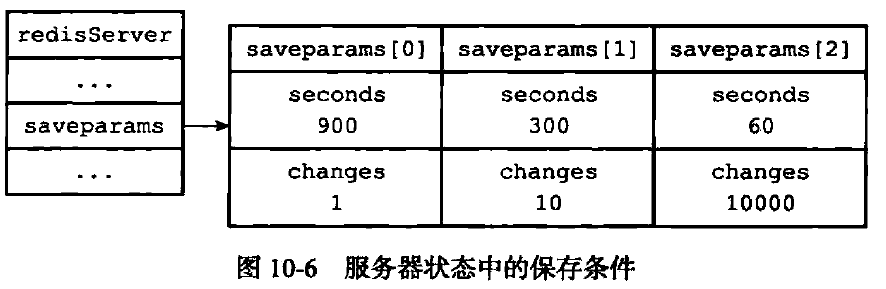 redisServer
...
saveparams
...
saveparams[0] saveparams[1] saveparams[2]
seconds seconds seconds
900 300 60
changes changes changes
1 10 10000
图 10-6 服务器状态中的保存条件